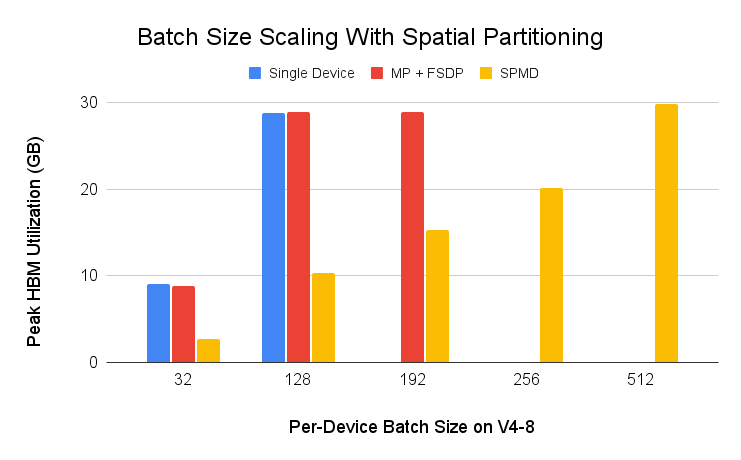 Batch Size Scaling With Spatial Partitioning
Single Device MP + FSDP SPMD
Peak HBM Utilization (GB)
30
20
10
0
32 128 192 256 512
Per-Device Batch Size on V4-8